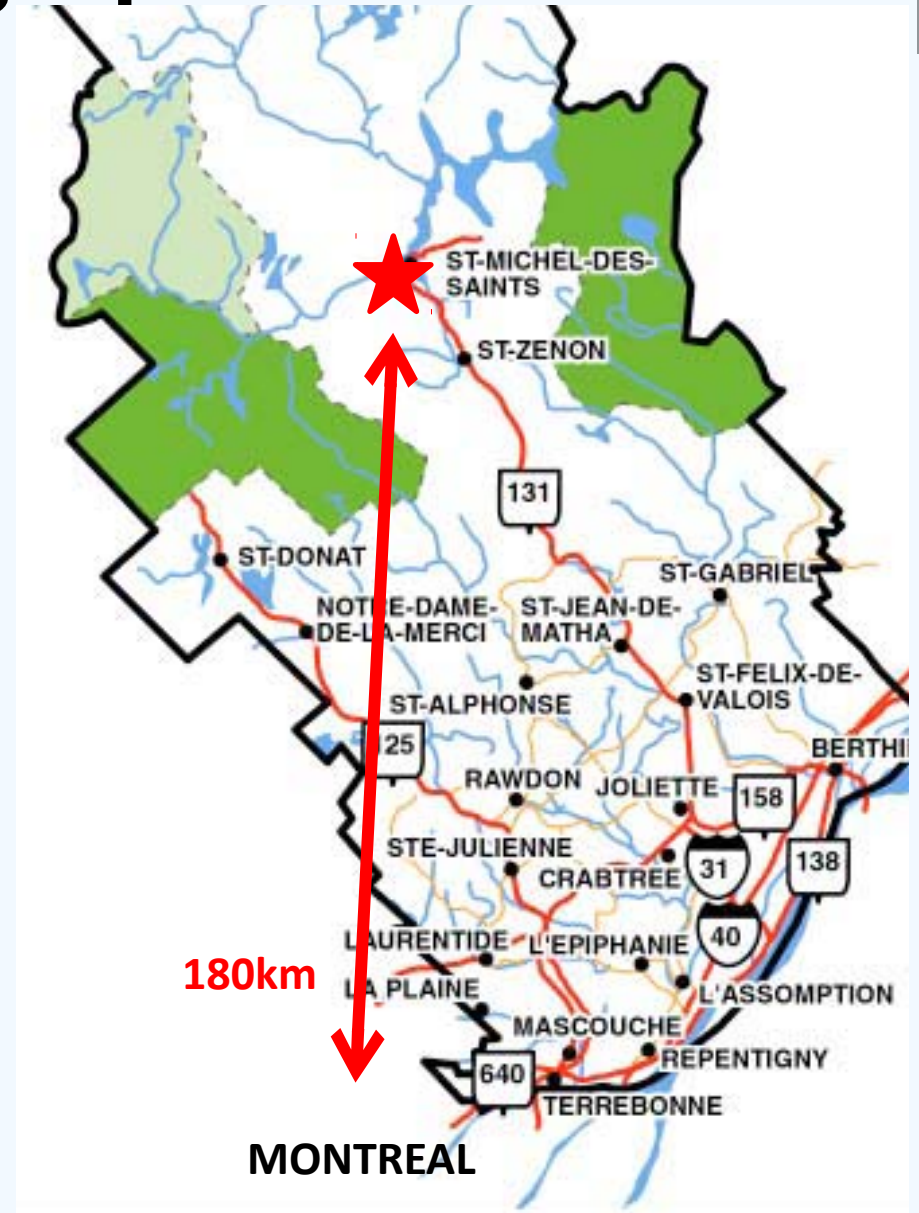 ST-MICHEL-DES-
SAINTS
ST-ZENON
131
ST-DONAT
ST-GABRIEL
NOTRE-DAME-
DE-LA-MERCI
ST-JEAN-DE-
MATHA
ST-FELIX-DE-
VALOIS
ST-ALPHONSE
125
BERTHI
RAWDON
JOLIETTE
158
STE-JULIENNE
CRABTREE
31
138
LAURENTIDE
L'EPIPHANIE
40
180km
LA PLAINE
L'ASSOMPTION
MASCOUCHE
REPENTIGNY
640
TERREBONNE
MONTREAL